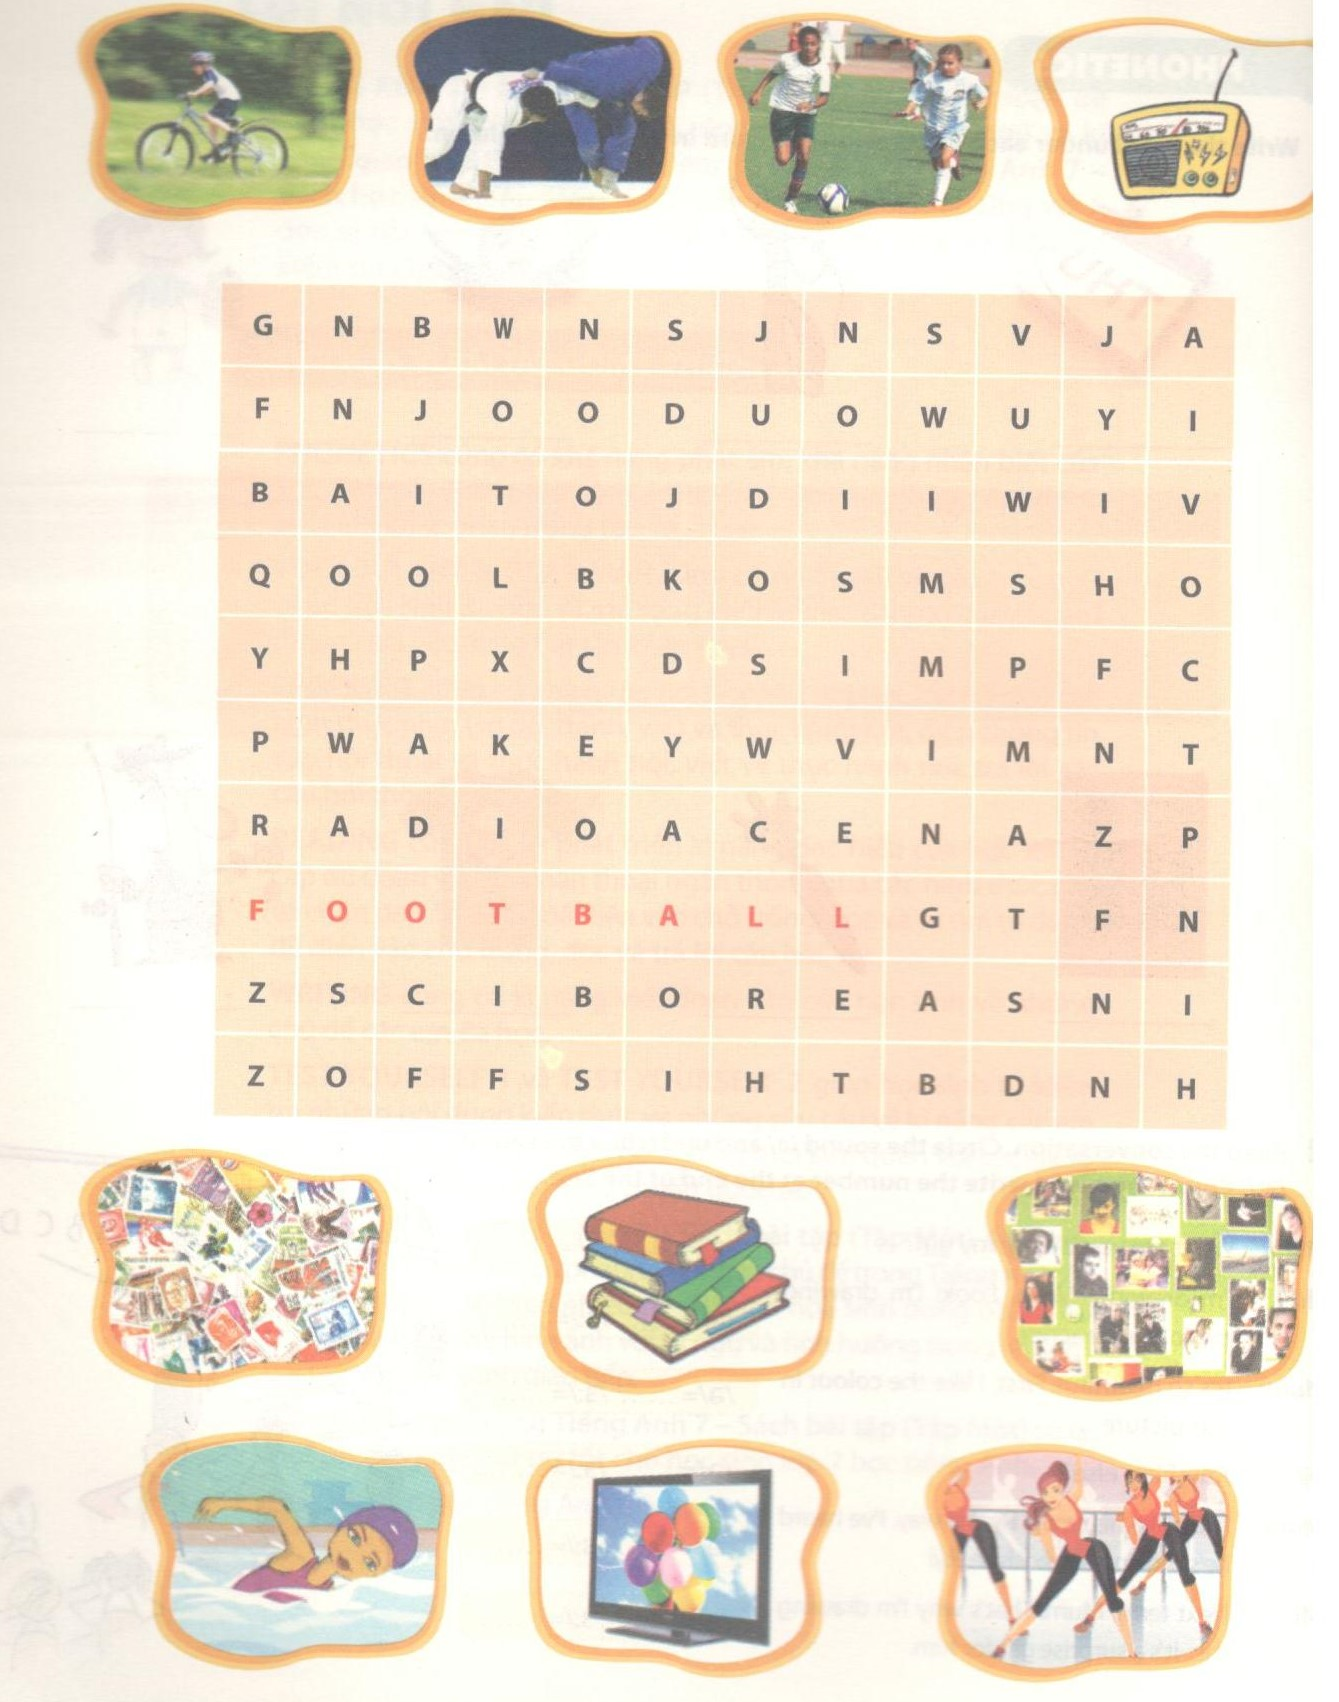 G N B W N S J N S V J A
F N J O O D U O W U Y I
B A I T O J D I I W I V
Q O O L B K O S M S H O
Y H P X C D S I M P F C
P W A K E Y W V I M N T
R A D I O A C E N A Z P
F O O T B A L L G T F N
Z S C I B O R E A S N I
Z O F F S I H T B D N H